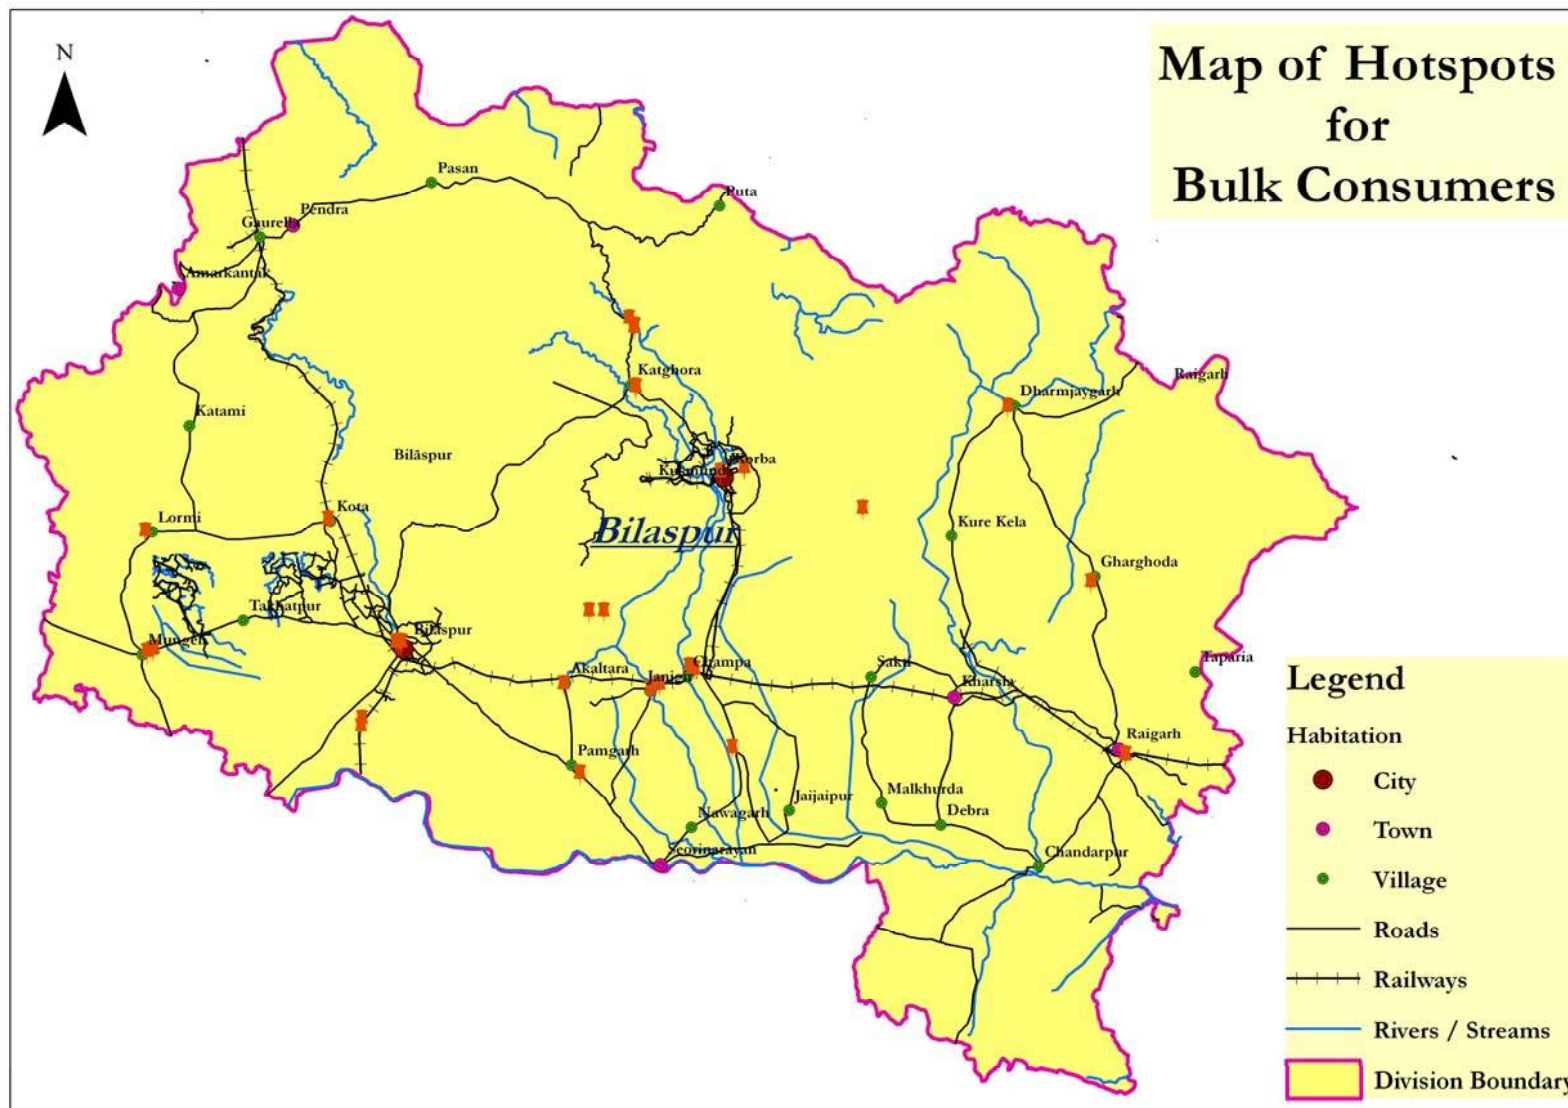 Map of Hotspots
for
Bulk Consumers
N
Pasan
Puta
Pendra
Gaurella
Amarkantak
Katghora
Raigarh
Dharmjaygarh
Katami
Bilāspur
Korba
Kusmunda
Lormi
Kota
Bilaspur
Kure Kela
Gharghoda
Takhatpur
Mungeli
Bilaspur
Akaltara
Janjgir
Champa
Sakti
Kharsia
Taparia
Raigarh
Pamgarh
Nawagarh
Jaijaipur
Malkhurda
Debra
Seorinarayan
Chandarpur
Legend
Habitation
City
Town
Village
Roads
Railways
Rivers / Streams
Division Boundary